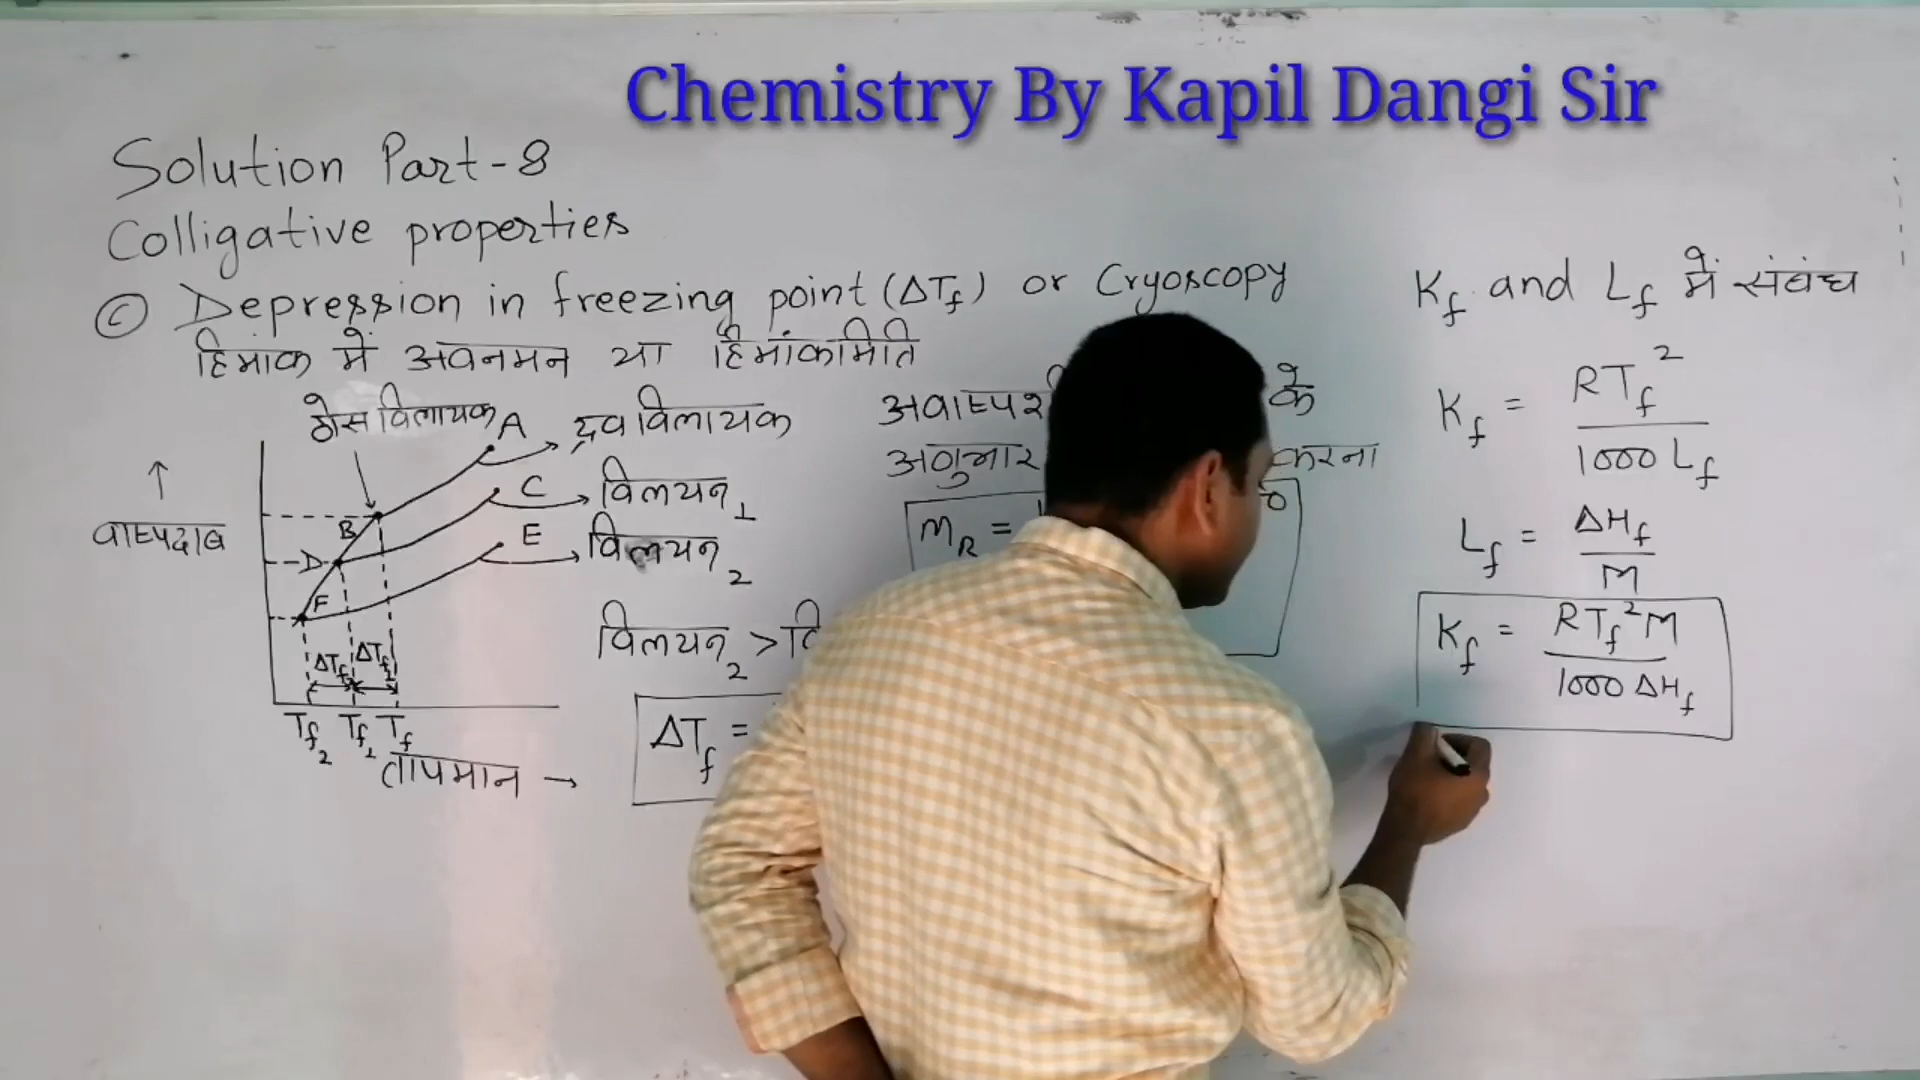 Chemistry By Kapil Dangi Sir
Solution Part-8
Colligative properties
© Depression in freezing point (ΔTf) or Cryoscopy
हिमांक में अवनमन या हिमांकमिति
ठोस विलायक
A द्रव विलायक
C विलयन1
E विलयन2
↑
वाष्पदाब
B
D
F
ΔTf ΔTf
Tf2 Tf1 Tf
तापमान →
विलयन2 > वि
ΔTf =
के
करना
MR =
Kf and Lf में संबंध
Kf = RTf² / 1000 Lf
Lf = ΔHf / M
Kf = RTf²M / 1000 ΔHf